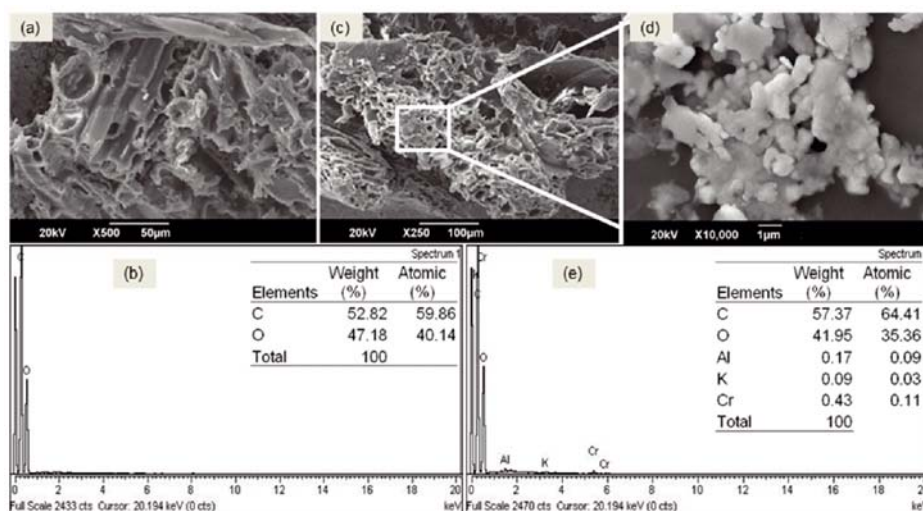 (a)
20kV X500 50µm
(c)
20kV X250 100µm
(d)
20kV X10,000 1µm
(b)
Spectrum 1
Elements Weight (%) Atomic (%)
C 52.82 59.86
O 47.18 40.14
Total 100
C
O
0 2 4 6 8 10 12 14 16 18 20
Full Scale 2433 cts Cursor: 20.194 keV (0 cts) keV
(e)
Spectrum
Elements Weight (%) Atomic (%)
C 57.37 64.41
O 41.95 35.36
Al 0.17 0.09
K 0.09 0.03
Cr 0.43 0.11
Total 100
Cr
K
C
O
Al
K
Cr
Cr
0 2 4 6 8 10 12 14 16 18 20
Full Scale 2470 cts Cursor: 20.194 keV (0 cts) keV